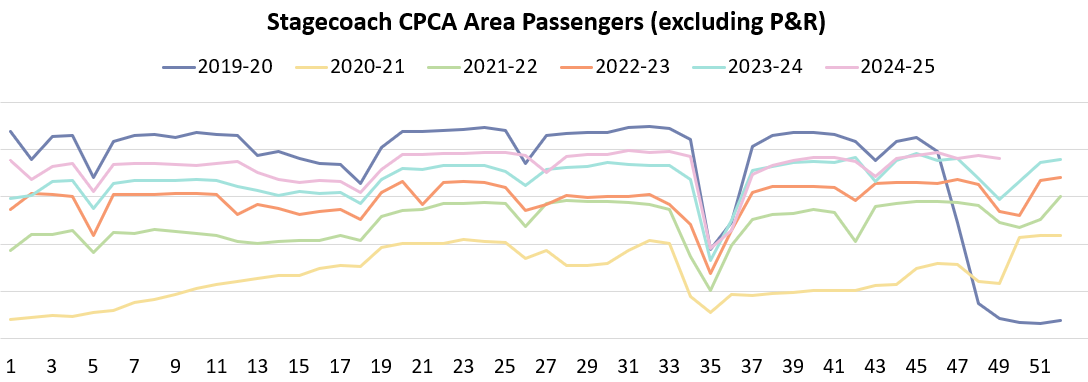 Stagecoach CPCA Area Passengers (excluding P&R)
2019-20 2020-21 2021-22 2022-23 2023-24 2024-25
1 3 5 7 9 11 13 15 17 19 21 23 25 27 29 31 33 35 37 39 41 43 45 47 49 51